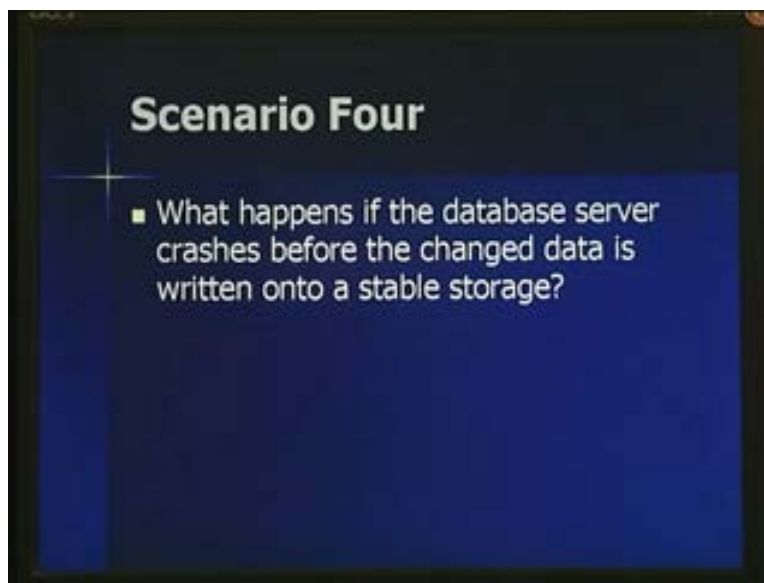 Scenario Four
What happens if the database server
crashes before the changed data is
written onto a stable storage?